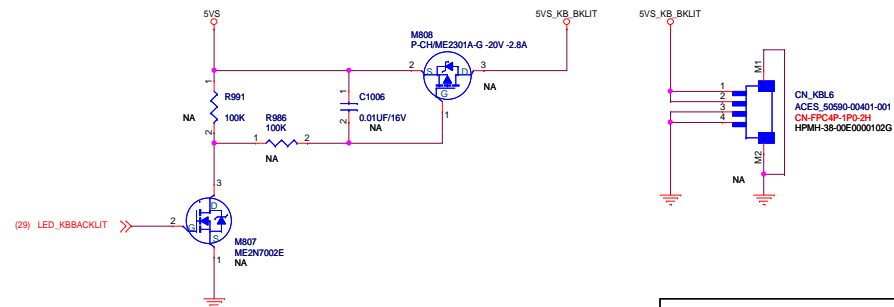 5VS
5VS_KB_BKLIT
5VS_KB_BKLIT
M808
P-CH/ME2301A-G -20V -2.8A
2
S
D
3
G
NA
1
1
R991
NA
100K
2
1
C1006
0.01UF/16V
2
NA
R986
100K
1
2
NA
3
D
(29) LED_KBBACKLIT
2
G
S
M807
ME2N7002E
NA
1
M1
1
2
3
4
CN_KBL6
ACES_50590-00401-001
CN-FPC4P-1P0-2H
HPMH-38-00E0000102G
M2
NA